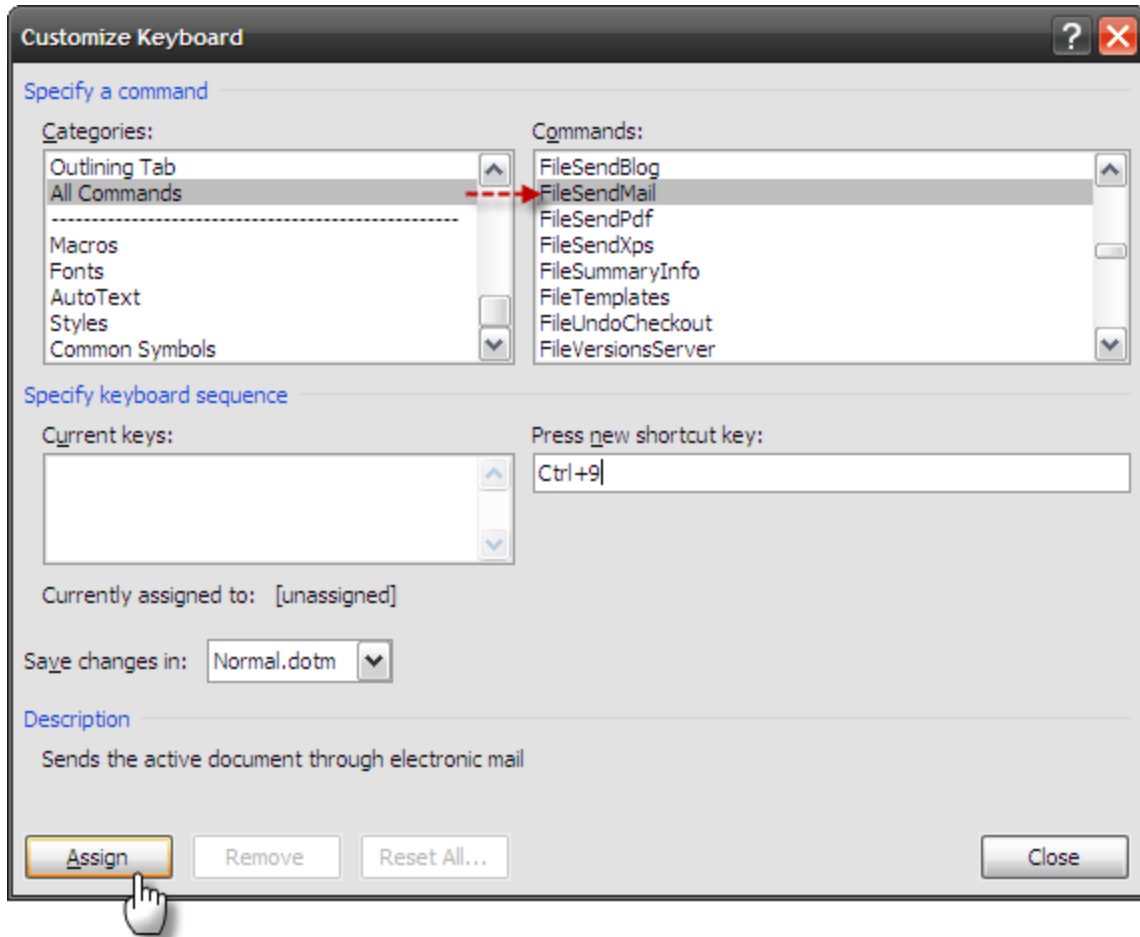 Customize Keyboard
?
Specify a command
Categories:
Outlining Tab
All Commands
----------------------------------------------------
Macros
Fonts
AutoText
Styles
Common Symbols
Commands:
FileSendBlog
FileSendMail
FileSendPdf
FileSendXps
FileSummaryInfo
FileTemplates
FileUndoCheckout
FileVersionsServer
Specify keyboard sequence
Current keys:
Press new shortcut key:
Ctrl+9
Currently assigned to: [unassigned]
Save changes in: Normal.dotm
Description
Sends the active document through electronic mail
Assign Remove Reset All... Close